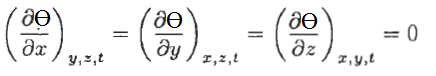 (∂Θ/∂x)_{y,z,t} = (∂Θ/∂y)_{x,z,t} = (∂Θ/∂z)_{x,y,t} = 0